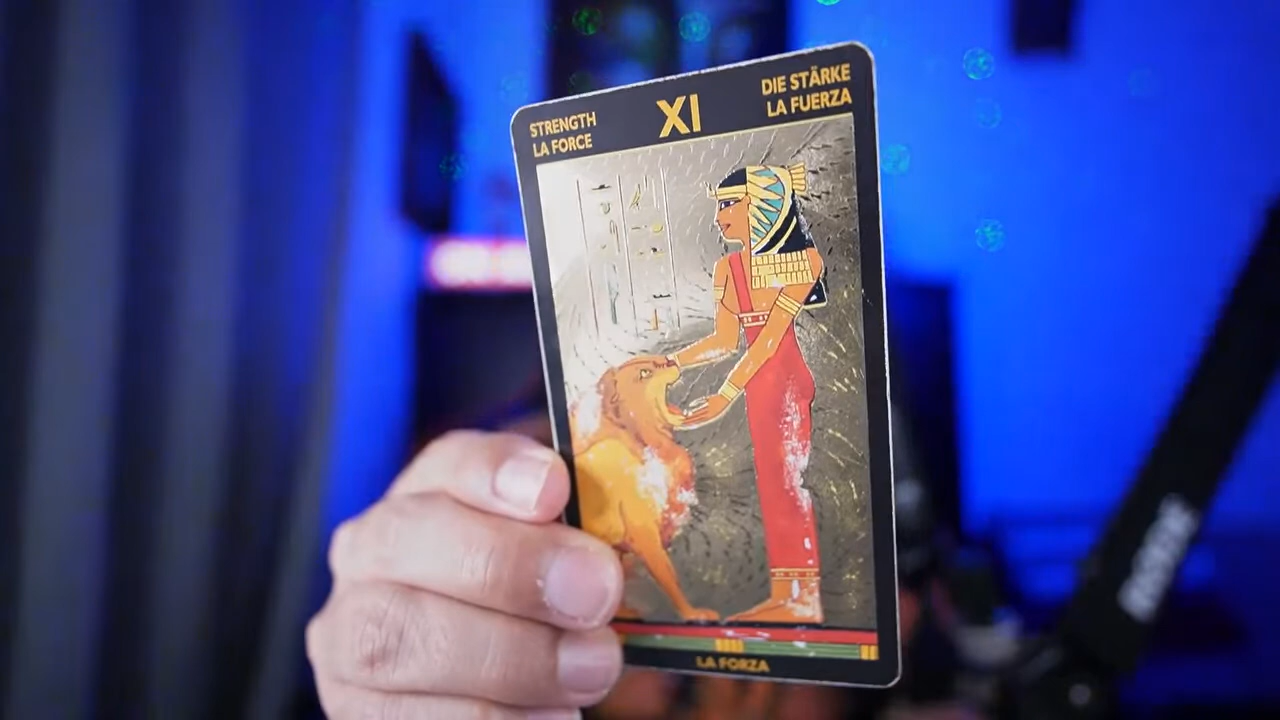 STRENGTH
LA FORCE
XI
DIE STÄRKE
LA FUERZA
LA FORZA